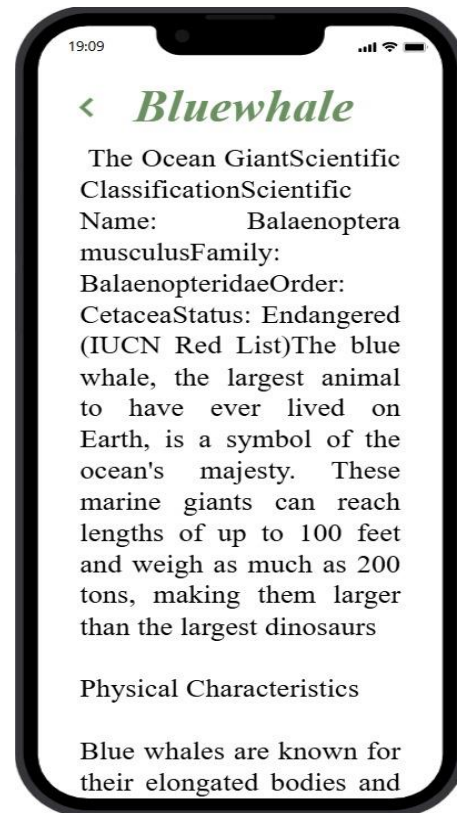 19:09
Bluewhale
The Ocean GiantScientific
ClassificationScientific
Name: Balaenoptera
musculusFamily:
BalaenopteridaeOrder:
CetaceaStatus: Endangered
(IUCN Red List)The blue
whale, the largest animal
to have ever lived on
Earth, is a symbol of the
ocean's majesty. These
marine giants can reach
lengths of up to 100 feet
and weigh as much as 200
tons, making them larger
than the largest dinosaurs
Physical Characteristics
Blue whales are known for
their elongated bodies and